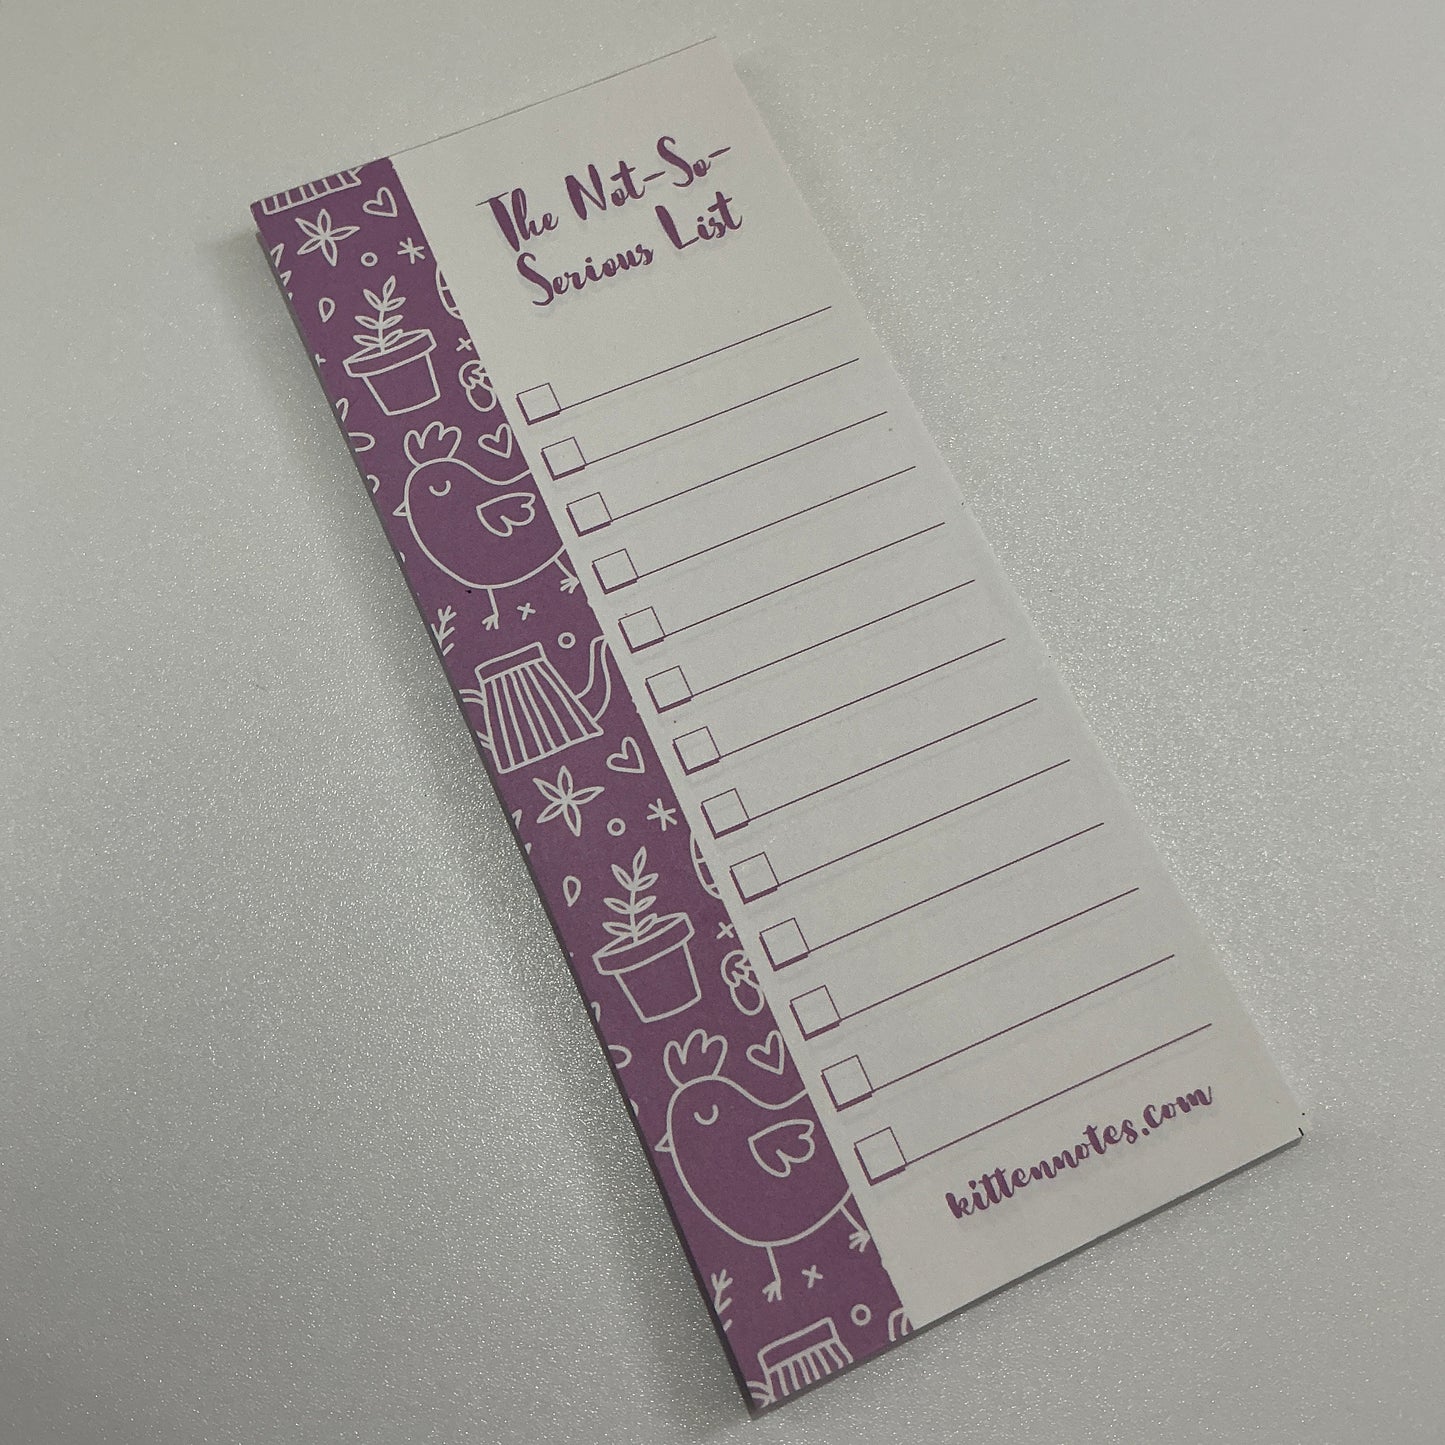 The Not-So-
Serious List
kittennotes.com